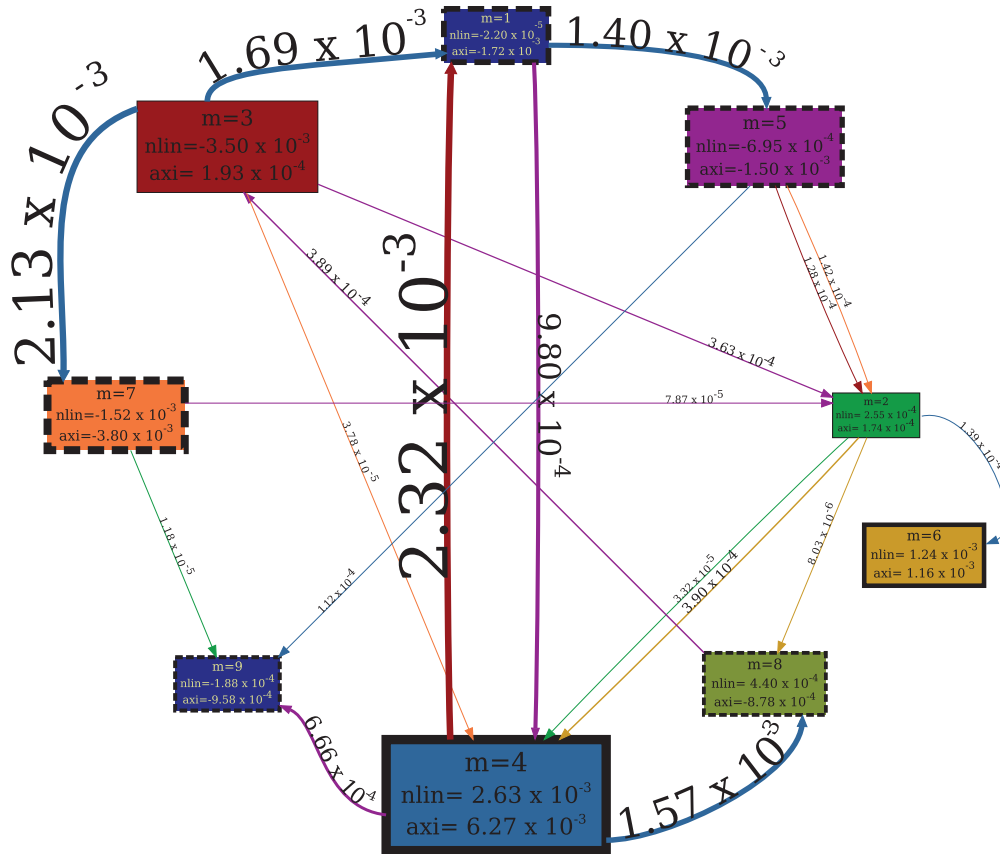 1.69 x 10-3
m=1
nlin=-2.20 x 10-5
axi=-1.72 x 10-3
1.40 x 10-3
2.13 x 10-3
m=3
nlin=-3.50 x 10-3
axi= 1.93 x 10-4
m=5
nlin=-6.95 x 10-4
axi=-1.50 x 10-3
3.89 x 10-4
2.32 x 10-3
9.80 x 10-4
1.28 x 10-4
1.42 x 10-4
3.63 x 10-4
m=7
nlin=-1.52 x 10-3
axi=-3.80 x 10-3
7.87 x 10-5
m=2
nlin= 2.55 x 10-4
axi= 1.74 x 10-4
1.39 x 10-4
3.78 x 10-5
1.18 x 10-5
1.12 x 10-4
3.32 x 10-5
3.90 x 10-4
8.03 x 10-6
m=6
nlin= 1.24 x 10-3
axi= 1.16 x 10-3
m=9
nlin=-1.88 x 10-4
axi=-9.58 x 10-4
m=8
nlin= 4.40 x 10-4
axi=-8.78 x 10-4
6.66 x 10-4
m=4
nlin= 2.63 x 10-3
axi= 6.27 x 10-3
1.57 x 10-3